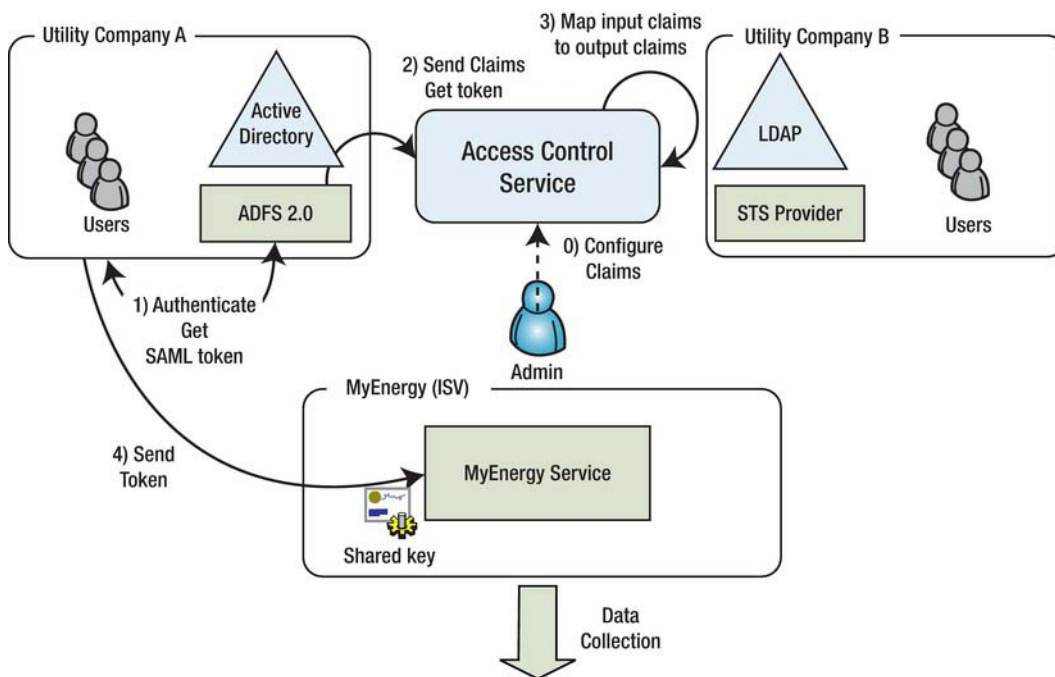 Utility Company A
Active
Directory
ADFS 2.0
Users
2) Send Claims
Get token
3) Map input claims
to output claims
Access Control
Service
Utility Company B
LDAP
STS Provider
Users
0) Configure
Claims
Admin
1) Authenticate
Get
SAML token
MyEnergy (ISV)
MyEnergy Service
4) Send
Token
Shared key
Data
Collection